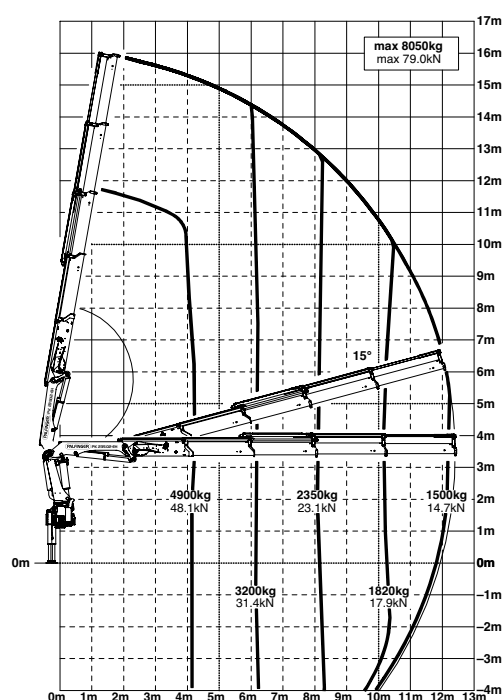 17m
16m
max 8050kg
max 79.0kN
15m
14m
13m
12m
11m
10m
9m
8m
7m
15°
6m
5m
4m
PALFINGER
3m
4900kg
48.1kN
2350kg
23.1kN
1500kg
14.7kN
2m
1m
0m
0m
3200kg
31.4kN
1820kg
17.9kN
-1m
-2m
-3m
-4m
0m 1m 2m 3m 4m 5m 6m 7m 8m 9m 10m 11m 12m 13m